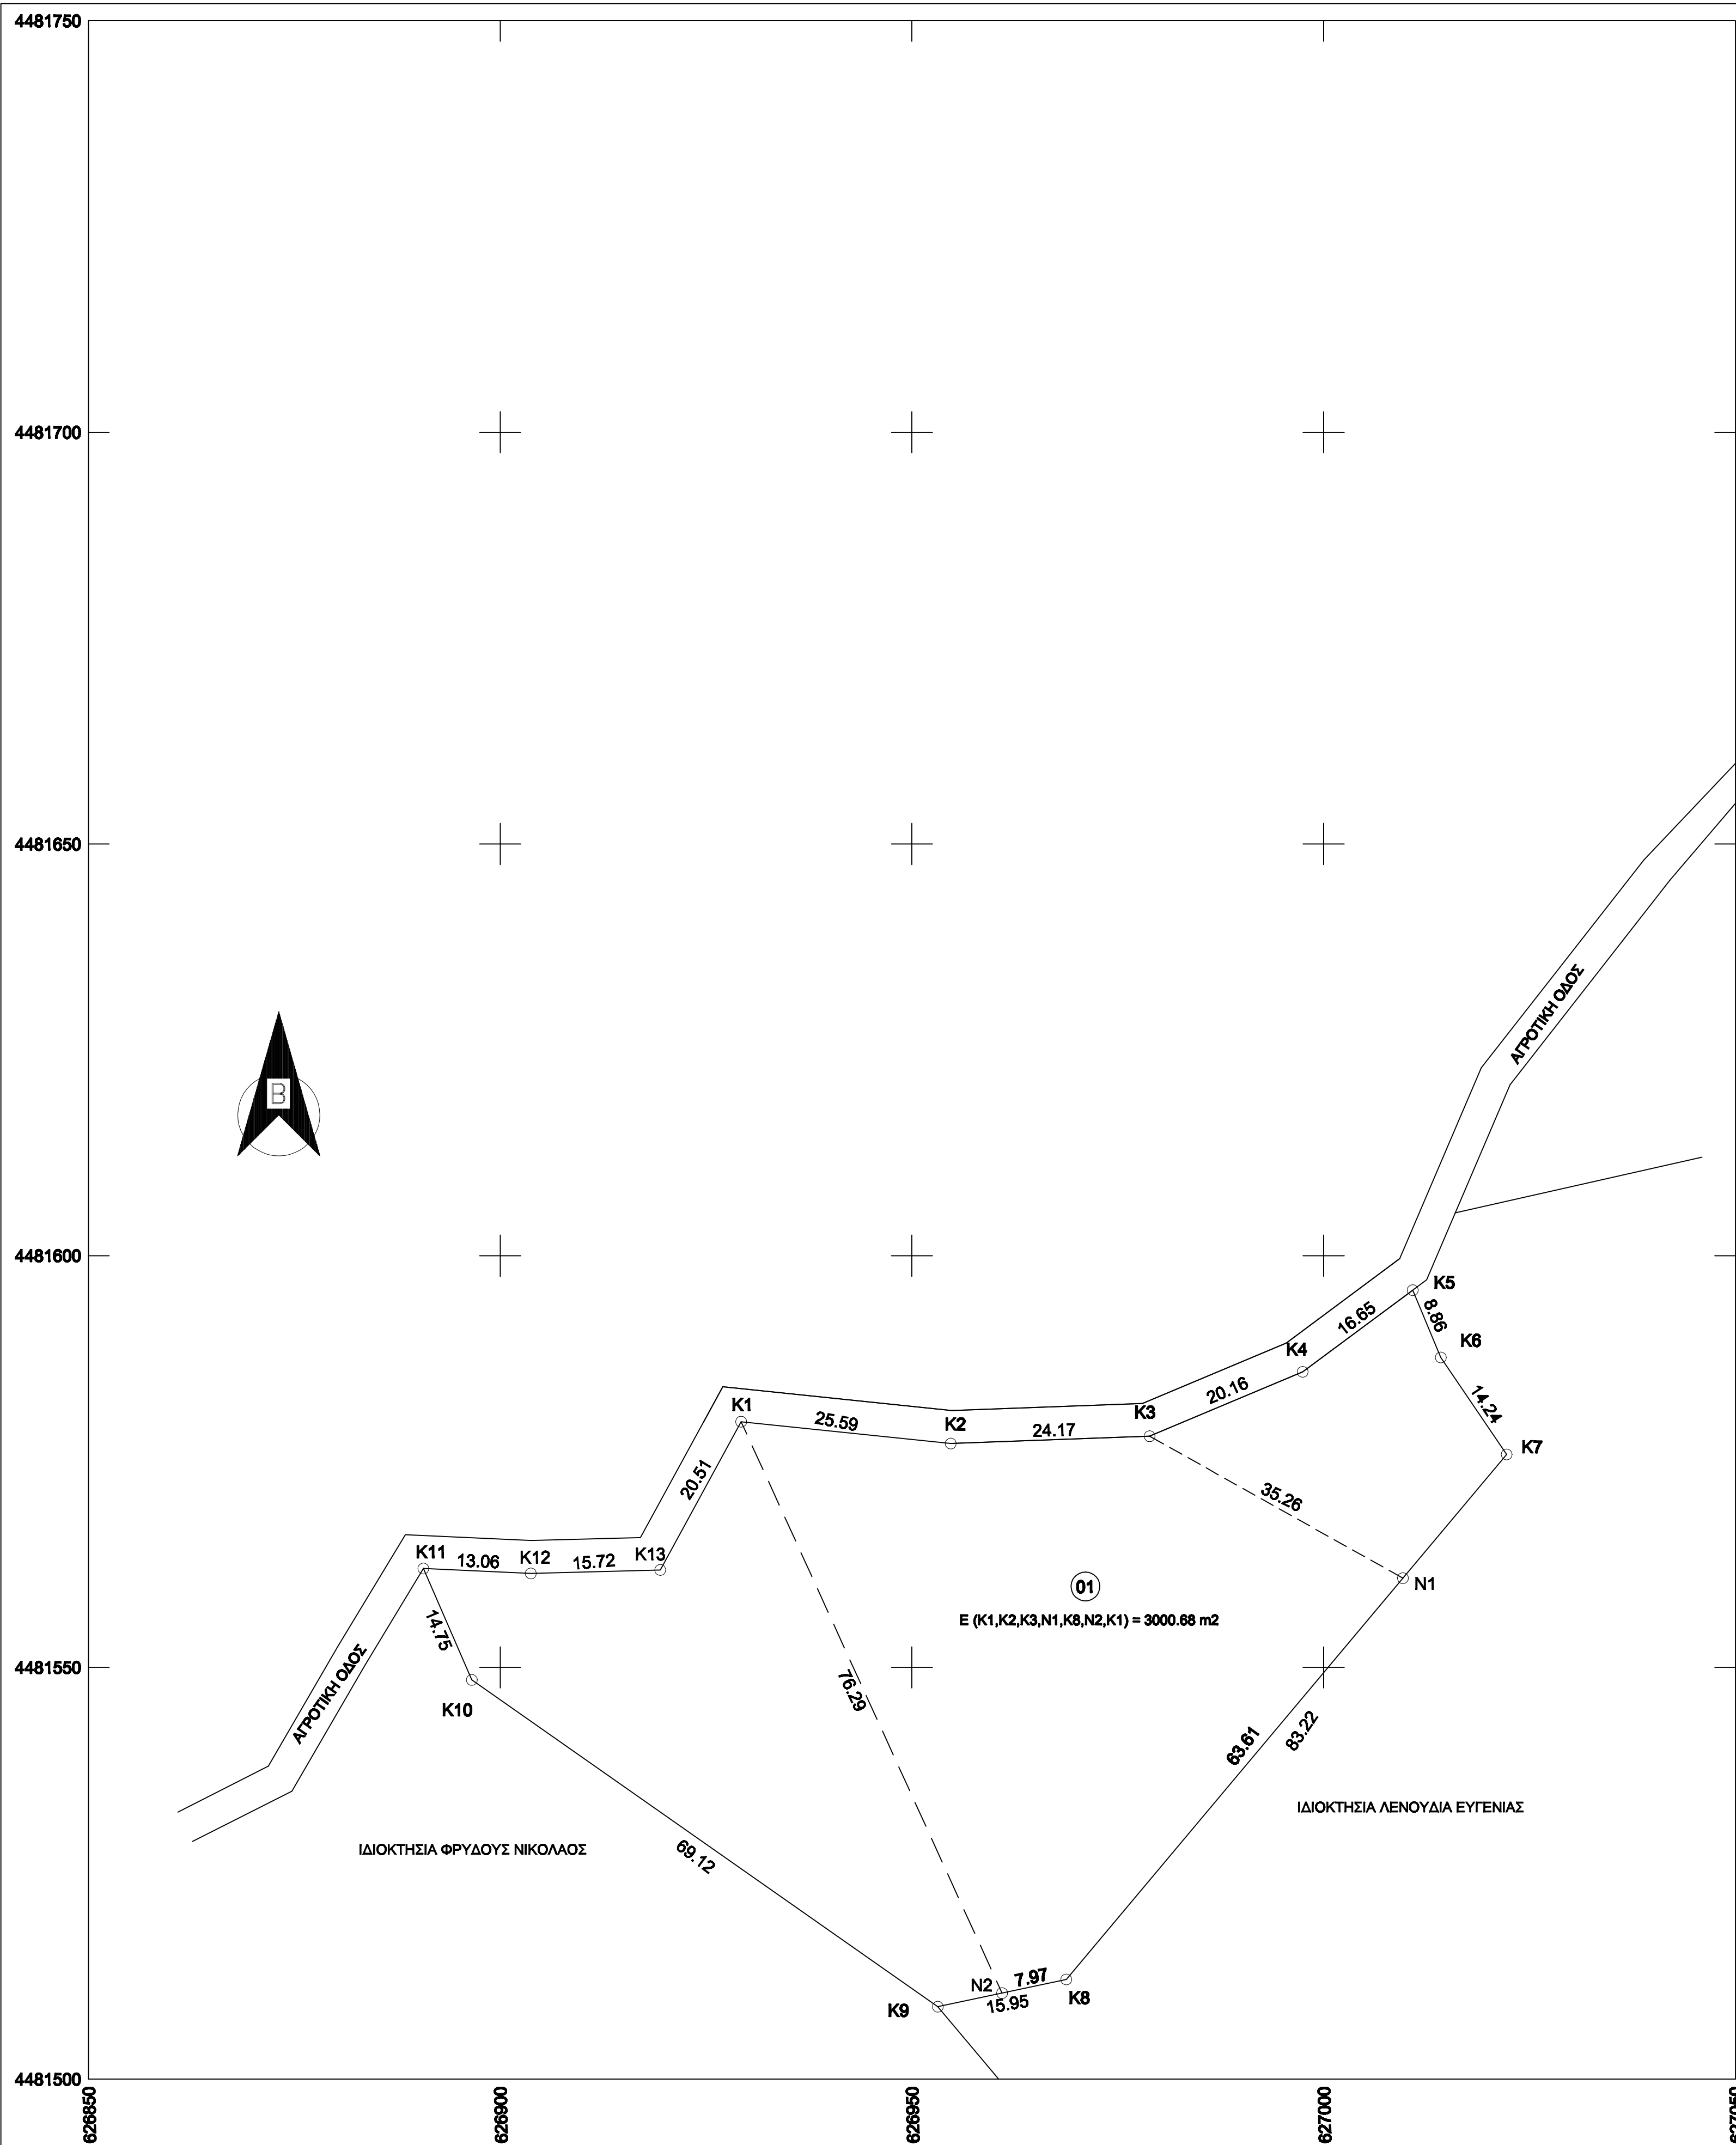 4481750
4481700
4481650
ΑΓΡΟΤΙΚΗ ΟΔΟΣ
B
4481600
K5
8.86
16.65
K6
K4
20.16
14.24
K1
25.59
K2
24.17
K3
K7
20.51
35.26
K11
13.06
K12
15.72
K13
N1
01
E (K1,K2,K3,N1,K8,N2,K1) = 3000.68 m2
14.75
4481550
ΑΓΡΟΤΙΚΗ ΟΔΟΣ
K10
76.29
63.61
83.22
ΙΔΙΟΚΤΗΣΙΑ ΛΕΝΟΥΔΙΑ ΕΥΓΕΝΙΑΣ
ΙΔΙΟΚΤΗΣΙΑ ΦΡΥΔΟΥΣ ΝΙΚΟΛΑΟΣ
69.12
N2
7.97
15.95
K8
K9
4481500
626850
626900
626950
627000
627050